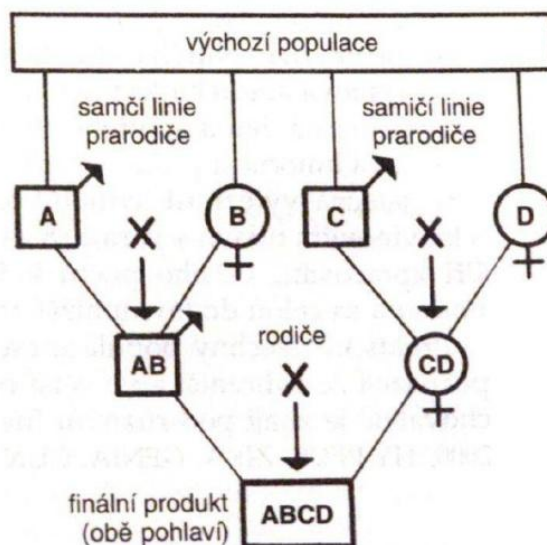 výchozí populace
samčí linie
prarodiče
samičí linie
prarodiče
A
B
C
D
X
X
AB
rodiče
X
CD
finální produkt
(obě pohlaví)
ABCD